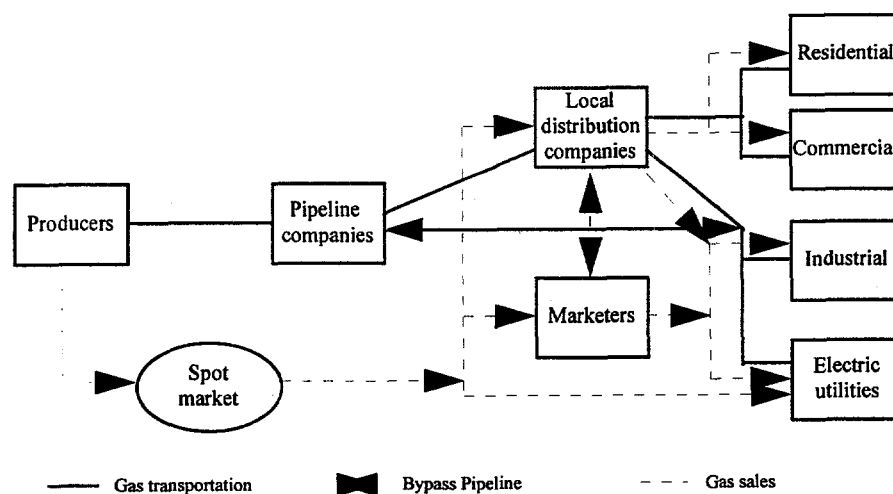 Residential
Local
distribution
companies
Commercia
Producers
Pipeline
companies
Industrial
Marketers
Spot
market
Electric
utilities
Gas transportation
Bypass Pipeline
Gas sales